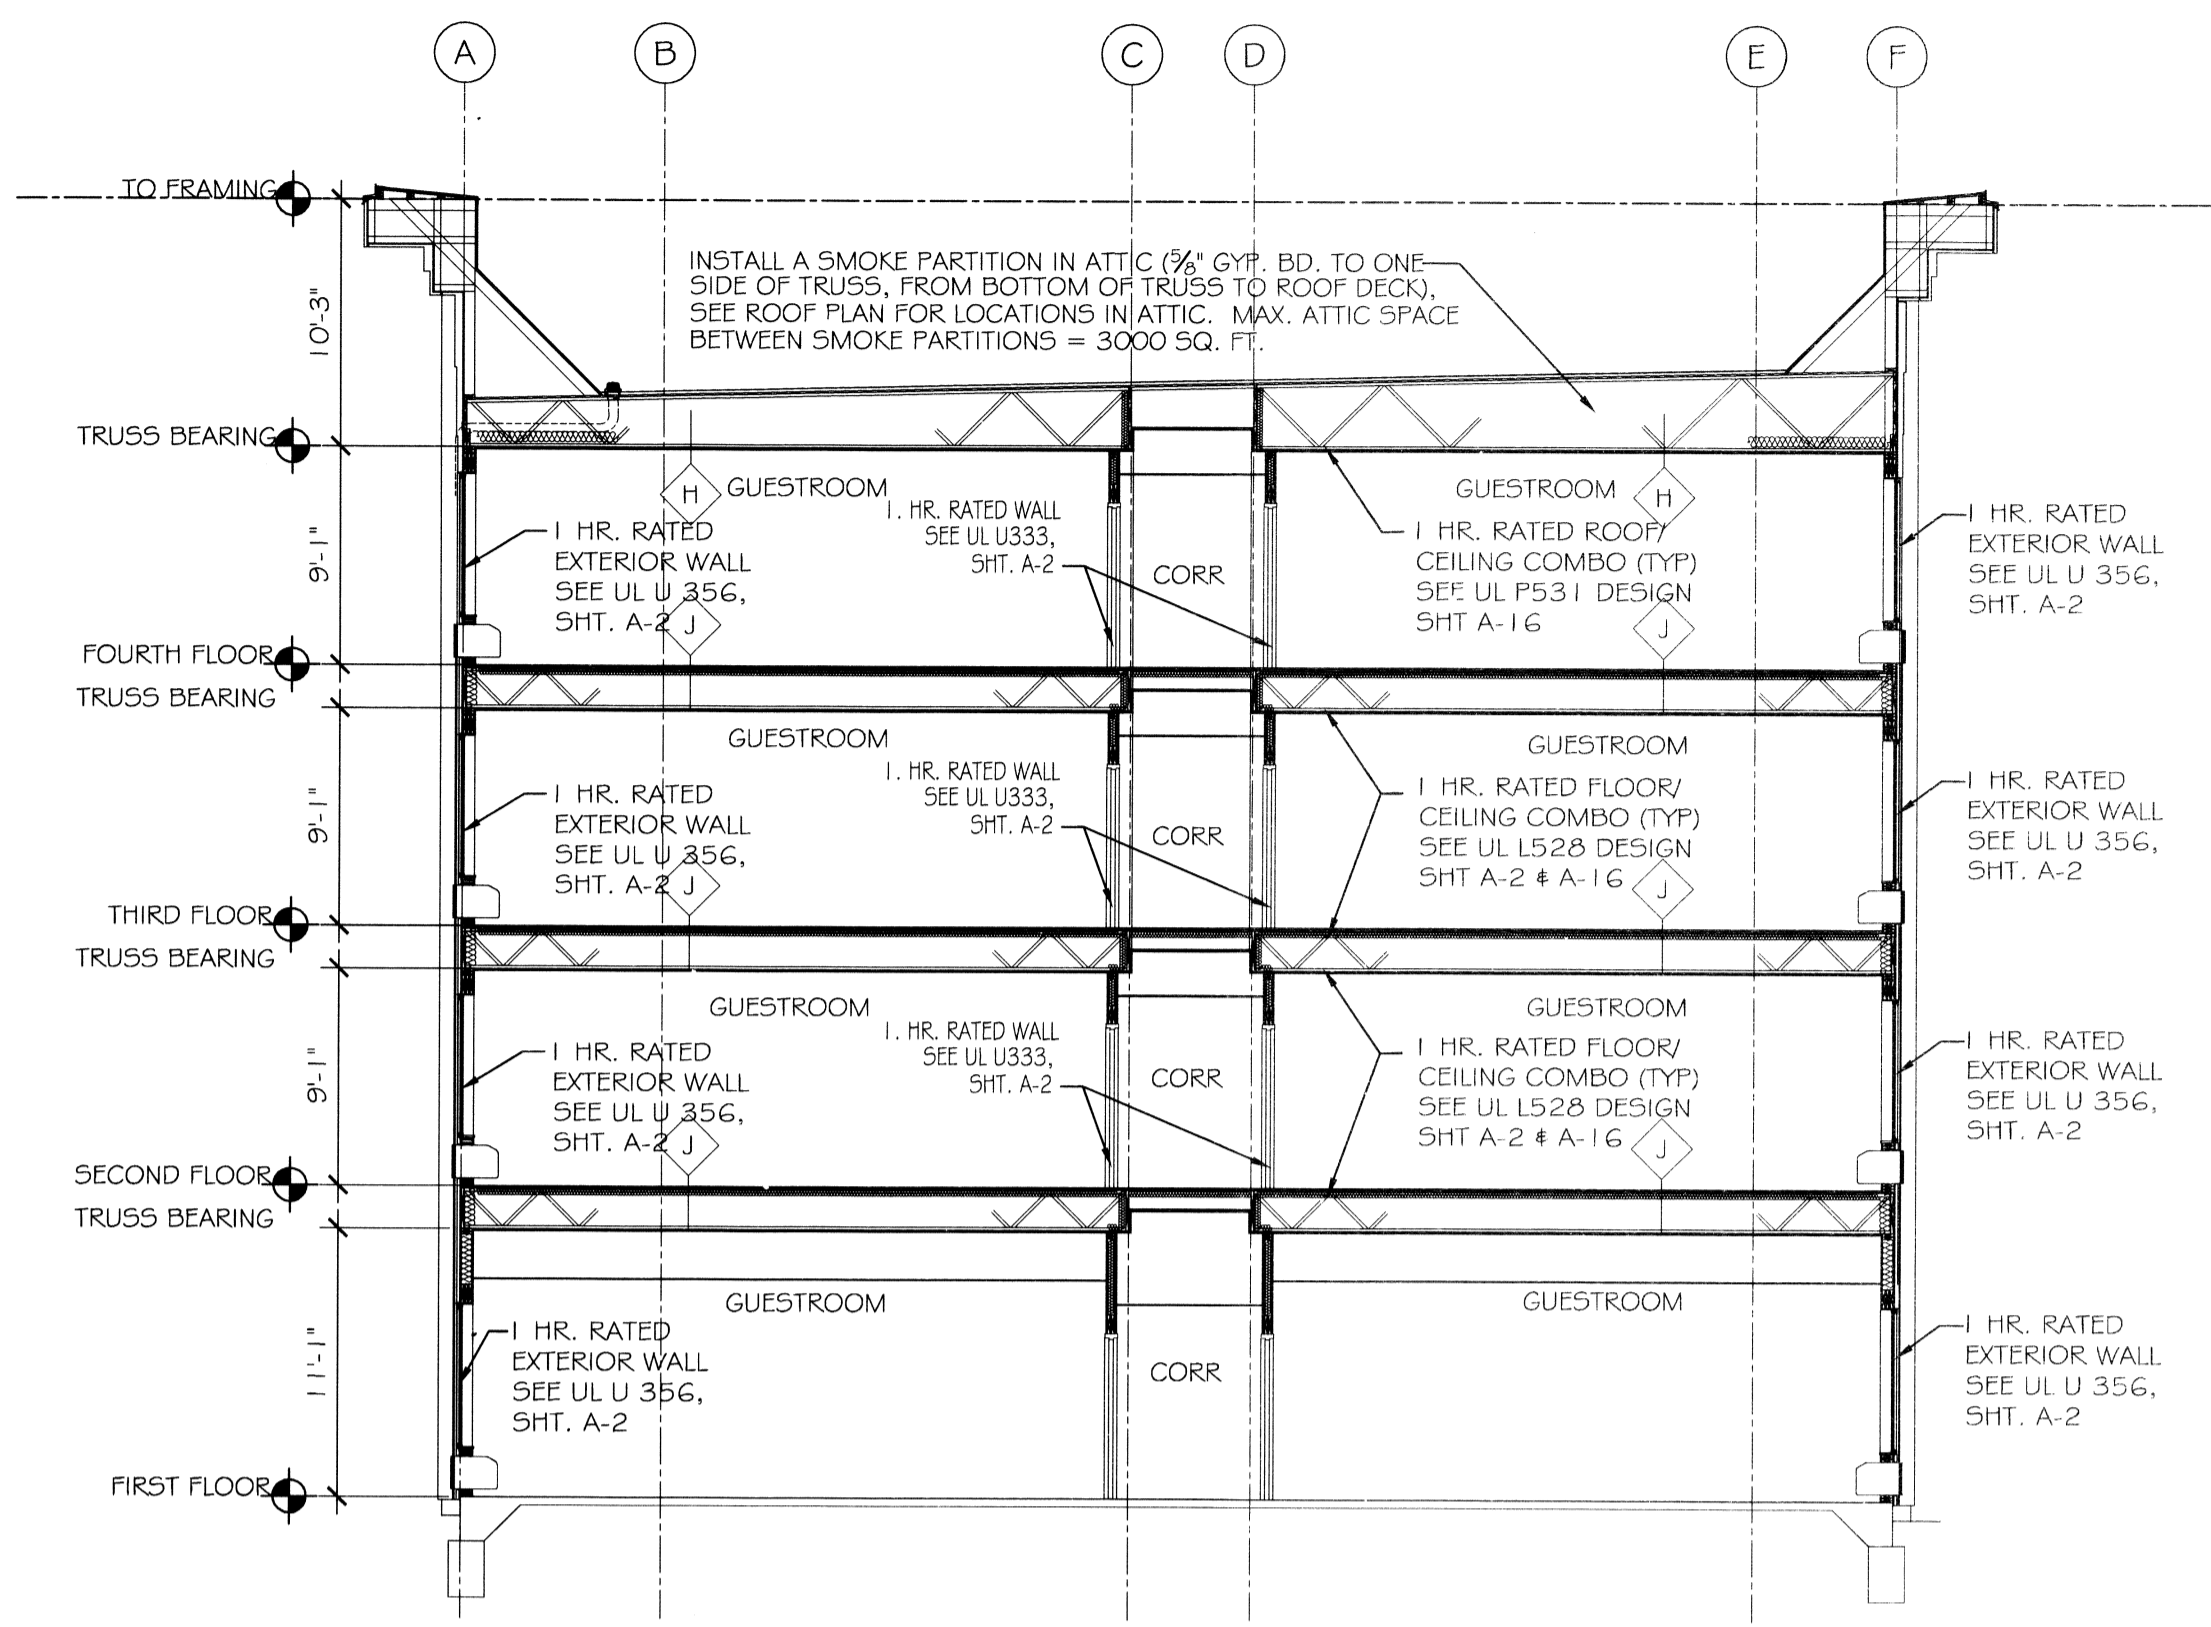 A
B
C
D
E
F
TO FRAMING
INSTALL A SMOKE PARTITION IN ATTIC (5/8" GYP. BD. TO ONE
SIDE OF TRUSS, FROM BOTTOM OF TRUSS TO ROOF DECK),
SEE ROOF PLAN FOR LOCATIONS IN ATTIC. MAX. ATTIC SPACE
BETWEEN SMOKE PARTITIONS = 3000 SQ. FT.
10'-3"
TRUSS BEARING
H
GUESTROOM
1 HR. RATED
EXTERIOR WALL
SEE UL U 356,
SHT. A-2
J
1. HR. RATED WALL
SEE UL U333,
SHT. A-2
CORR
GUESTROOM
H
1 HR. RATED ROOF/
CEILING COMBO (TYP)
SEE UL P531 DESIGN
SHT A-16
J
1 HR. RATED
EXTERIOR WALL
SEE UL U 356,
SHT. A-2
9'-1"
FOURTH FLOOR
TRUSS BEARING
GUESTROOM
1 HR. RATED
EXTERIOR WALL
SEE UL U 356,
SHT. A-2
J
1. HR. RATED WALL
SEE UL U333,
SHT. A-2
CORR
GUESTROOM
1 HR. RATED FLOOR/
CEILING COMBO (TYP)
SEE UL L528 DESIGN
SHT A-2 & A-16
J
1 HR. RATED
EXTERIOR WALL
SEE UL U 356,
SHT. A-2
9'-1"
THIRD FLOOR
TRUSS BEARING
GUESTROOM
1 HR. RATED
EXTERIOR WALL
SEE UL U 356,
SHT. A-2
J
1. HR. RATED WALL
SEE UL U333,
SHT. A-2
CORR
GUESTROOM
1 HR. RATED FLOOR/
CEILING COMBO (TYP)
SEE UL L528 DESIGN
SHT A-2 & A-16
J
1 HR. RATED
EXTERIOR WALL
SEE UL U 356,
SHT. A-2
9'-1"
SECOND FLOOR
TRUSS BEARING
GUESTROOM
1 HR. RATED
EXTERIOR WALL
SEE UL U 356,
SHT. A-2
CORR
GUESTROOM
1 HR. RATED
EXTERIOR WALL
SEE UL U 356,
SHT. A-2
11'-1"
FIRST FLOOR